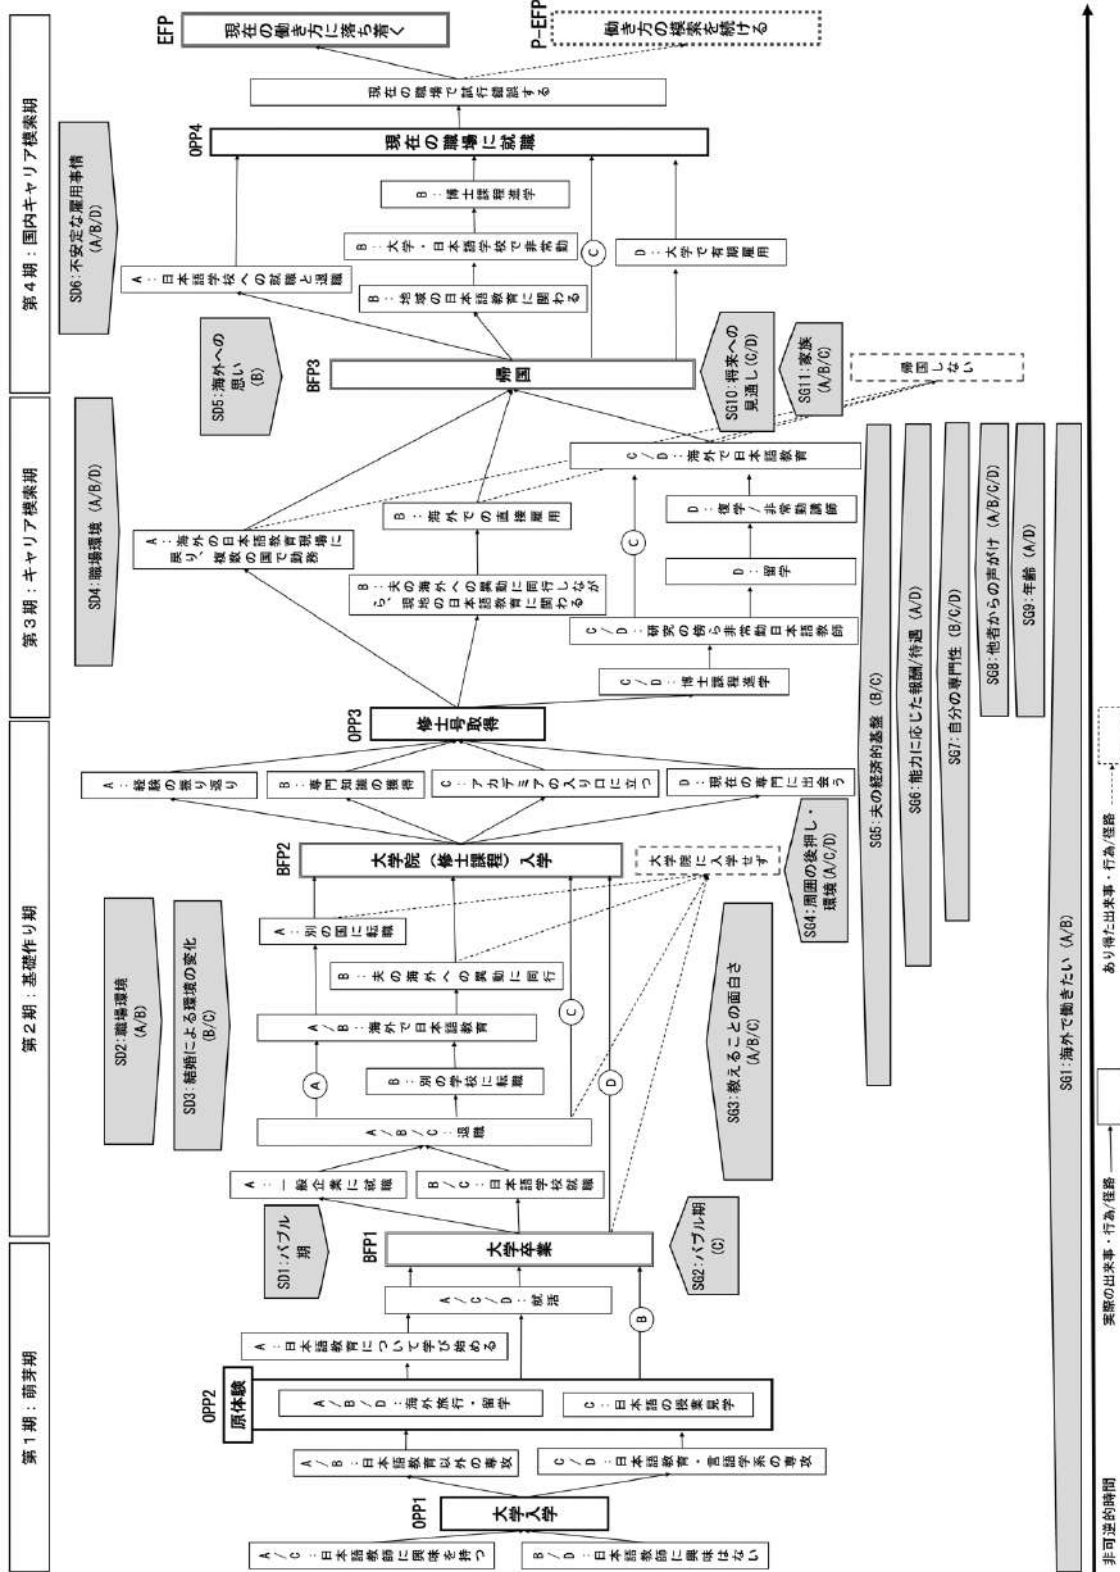 第1期：萌芽期
第2期：基礎作り期
第3期：キャリア模索期
第4期：国内キャリア模索期
A／C：日本語教師に興味を持つ
B／D：日本語教師に興味はない
OPP1
大学入学
A／B：日本語教育以外の専攻
C／D：日本語教育・言語学系の専攻
OPP2
原体験
A／B／D：海外旅行・留学
C：日本語の授業見学
A：日本語教育について学び始める
A／C／D：就活
B
SD1：バブル
期
BFP1
大学卒業
SG2：バブル期
(C)
A：一般企業に就職
B／C：日本語学校就職
SD2：職場環境
(A/B)
SD3：結婚による環境の変化
(B/C)
A／B／C：退職
A
B：別の学校に転職
A／B：海外で日本語教育
B：夫の海外への異動に同行
A：別の国に転職
C
D
SG3：教えることの面白さ
(A/B/C)
BFP2
大学院（修士課程）入学
大学院に入学せず
SG4：周囲の後押し・
環境(A/C/D)
A：経験の振り返り
B：専門知識の獲得
C：アカデミアの入り口に立つ
D：現在の専門に出会う
OPP3
修士号取得
SD4：職場環境 (A/B/D)
A：海外の日本語教育現場に
戻り、複数の国で勤務
B：夫の海外への異動に同行しなが
ら、現地の日本語教育に関わる
B：海外での直接雇用
C／D：博士課程進学
C／D：研究の傍ら非常勤日本語教師
C
D：留学
D：復学／非常勤講師
C／D：海外で日本語教育
SD5：海外への
思い
(B)
BFP3
帰国
SG10：将来への
見通し(C/D)
SG11：家族
(A/B/C)
帰国しない
SD6：不安定な雇用事情
(A/B/D)
A：日本語学校への就職と退職
B：地域の日本語教育に関わる
B：大学・日本語学校で非常勤
B：博士課程進学
C
D：大学で有期雇用
OPP4
現在の職場に就職
現在の職場で試行錯誤する
EFP
現在の働き方に落ち着く
P-EFP
働き方の模索を続ける
SG5：夫の経済的基盤 (B/C)
SG6：能力に応じた報酬/待遇 (A/D)
SG7：自分の専門性 (B/C/D)
SG8：他者からの声がけ (A/B/C/D)
SG9：年齢 (A/D)
SG1：海外で働きたい (A/B)
非可逆的時間
実際の出来事・行為/径路
あり得た出来事・行為/径路